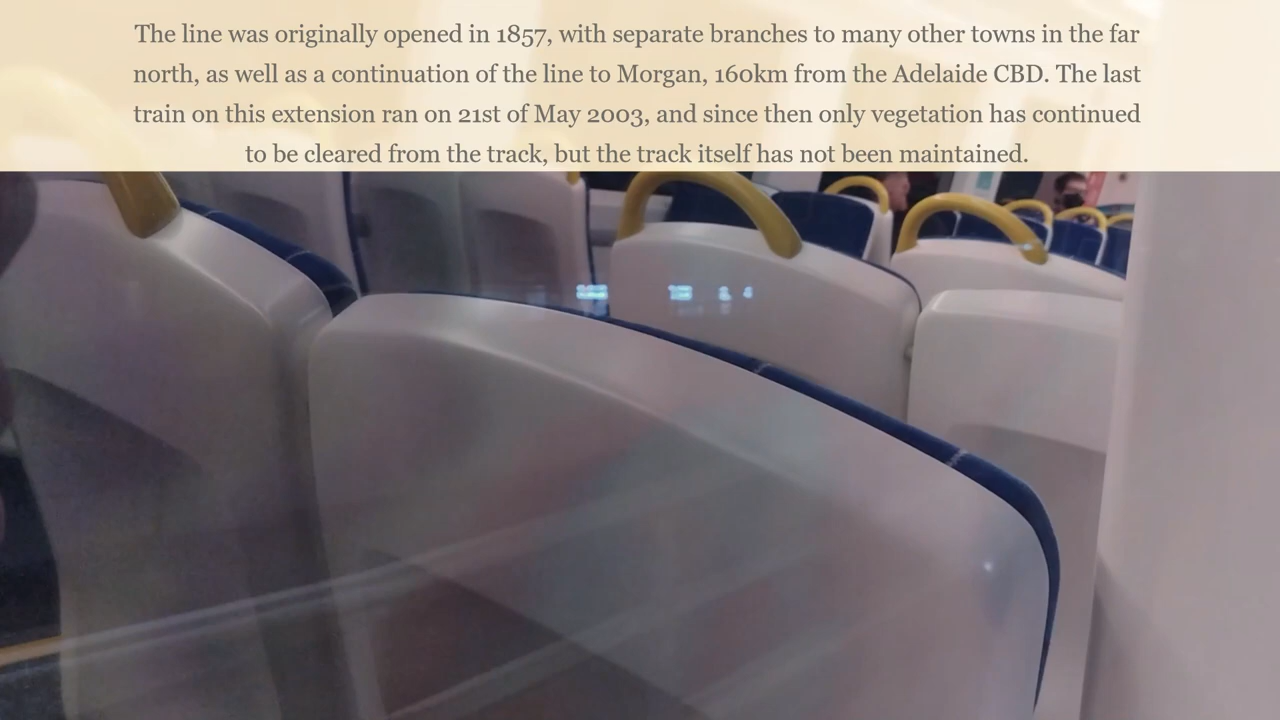 The line was originally opened in 1857, with separate branches to many other towns in the far
north, as well as a continuation of the line to Morgan, 160km from the Adelaide CBD. The last
train on this extension ran on 21st of May 2003, and since then only vegetation has continued
to be cleared from the track, but the track itself has not been maintained.